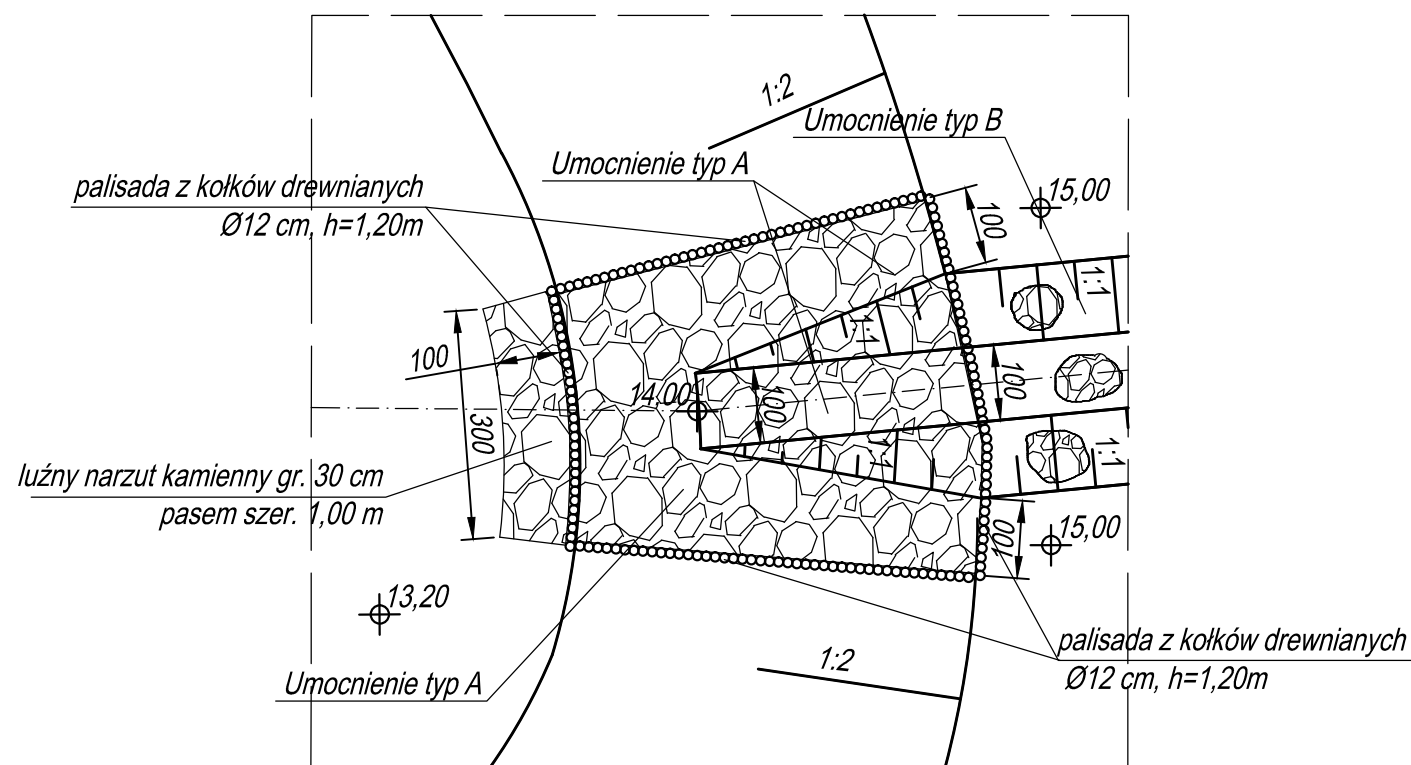 1:2
Umocnienie typ B
Umocnienie typ A
palisada z kołków drewnianych
Ø12 cm, h=1,20m
100
15,00
1:1
1:1
100
100
14,00
100
300
1:1
1:1
luźny narzut kamienny gr. 30 cm
pasem szer. 1,00 m
100
15,00
13,20
palisada z kołków drewnianych
Ø12 cm, h=1,20m
1:2
Umocnienie typ A